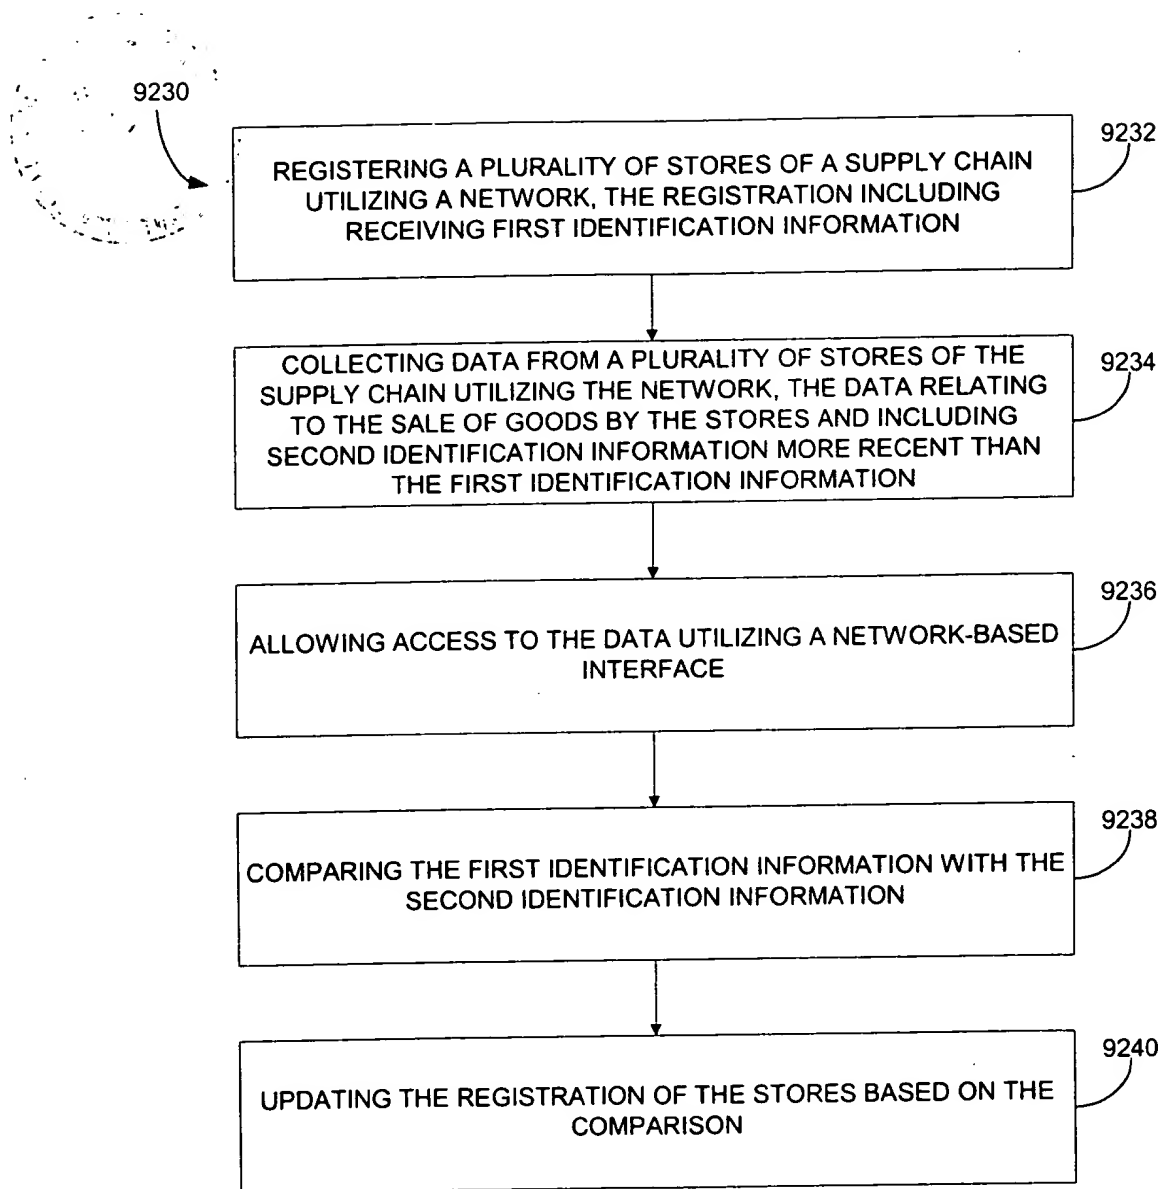 9230
9232
REGISTERING A PLURALITY OF STORES OF A SUPPLY CHAIN
UTILIZING A NETWORK, THE REGISTRATION INCLUDING
RECEIVING FIRST IDENTIFICATION INFORMATION
9234
COLLECTING DATA FROM A PLURALITY OF STORES OF THE
SUPPLY CHAIN UTILIZING THE NETWORK, THE DATA RELATING
TO THE SALE OF GOODS BY THE STORES AND INCLUDING
SECOND IDENTIFICATION INFORMATION MORE RECENT THAN
THE FIRST IDENTIFICATION INFORMATION
9236
ALLOWING ACCESS TO THE DATA UTILIZING A NETWORK-BASED
INTERFACE
9238
COMPARING THE FIRST IDENTIFICATION INFORMATION WITH THE
SECOND IDENTIFICATION INFORMATION
9240
UPDATING THE REGISTRATION OF THE STORES BASED ON THE
COMPARISON